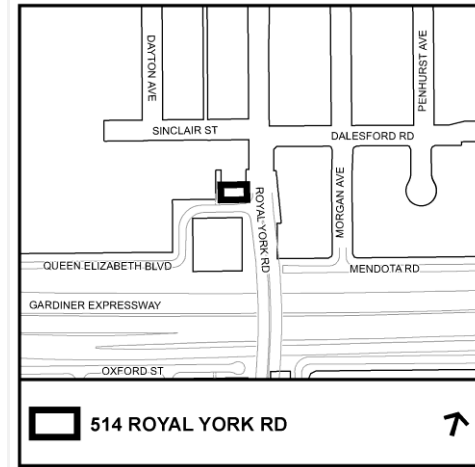 DAYTON AVE
PENHURST AVE
SINCLAIR ST
DALESFORD RD
ROYAL YORK RD
MORGAN AVE
QUEEN ELIZABETH BLVD
MENDOTA RD
GARDINER EXPRESSWAY
OXFORD ST
514 ROYAL YORK RD